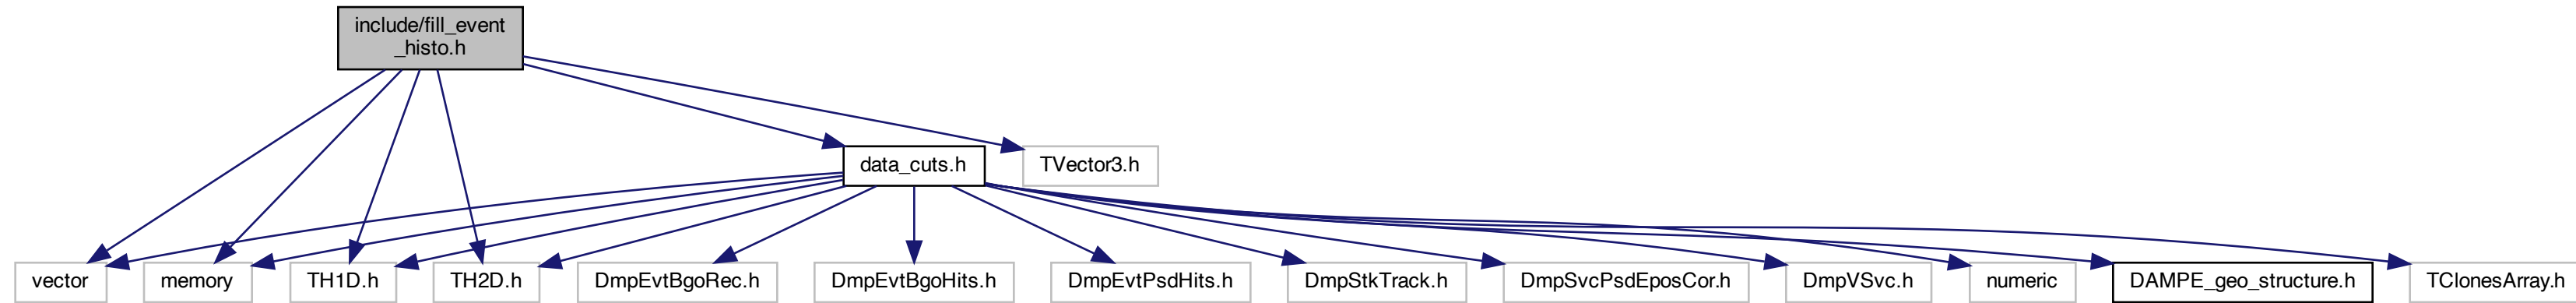 include/fill_event
_histo.h
data_cuts.h
TVector3.h
vector
memory
TH1D.h
TH2D.h
DmpEvtBgoRec.h
DmpEvtBgoHits.h
DmpEvtPsdHits.h
DmpStkTrack.h
DmpSvcPsdEposCor.h
DmpVSvc.h
numeric
DAMPE_geo_structure.h
TClonesArray.h